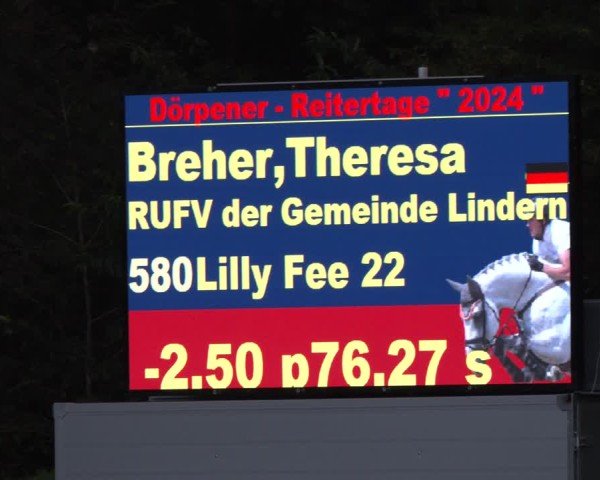 Dörpener - Reitertage " 2024 "
Breher,Theresa
RUFV der Gemeinde Lindern
580Lilly Fee 22
-2.50 p76.27 s